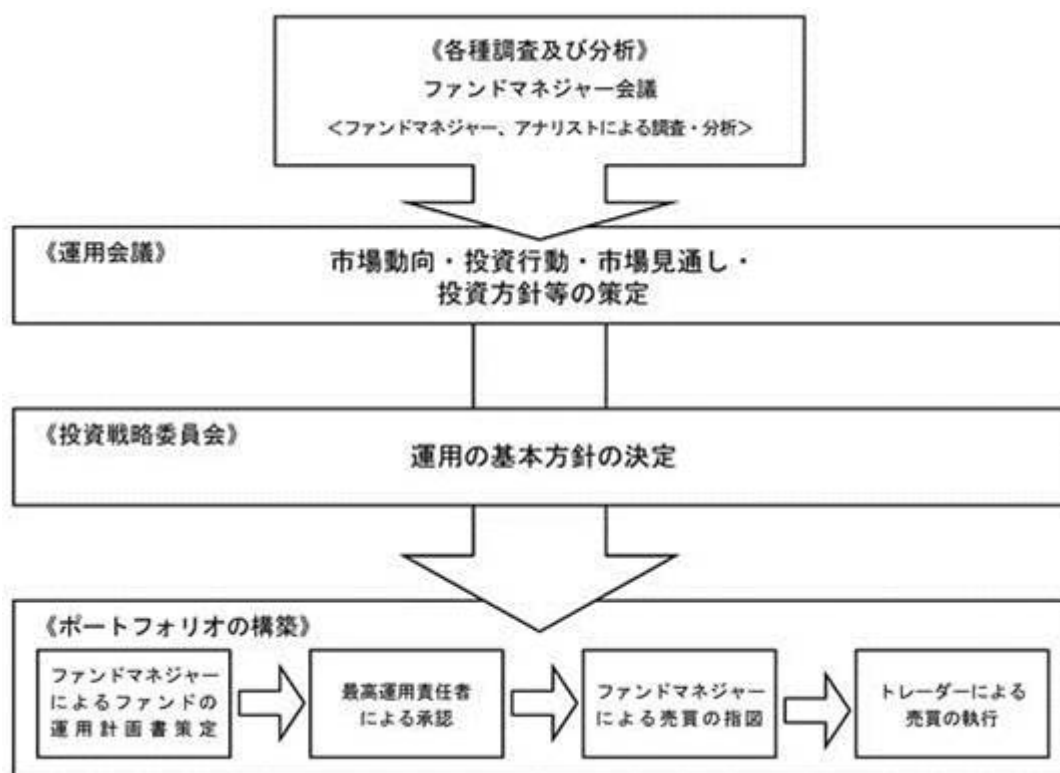 《各種調査及び分析》
ファンドマネジャー会議
<ファンドマネジャー、アナリストによる調査・分析>
《運用会議》
市場動向・投資行動・市場見通し・
投資方針等の策定
《投資戦略委員会》
運用の基本方針の決定
《ポートフォリオの構築》
ファンドマネジャー
によるファンドの
運用計画書策定
最高運用責任者
による承認
ファンドマネジャー
による売買の指図
トレーダーによる
売買の執行